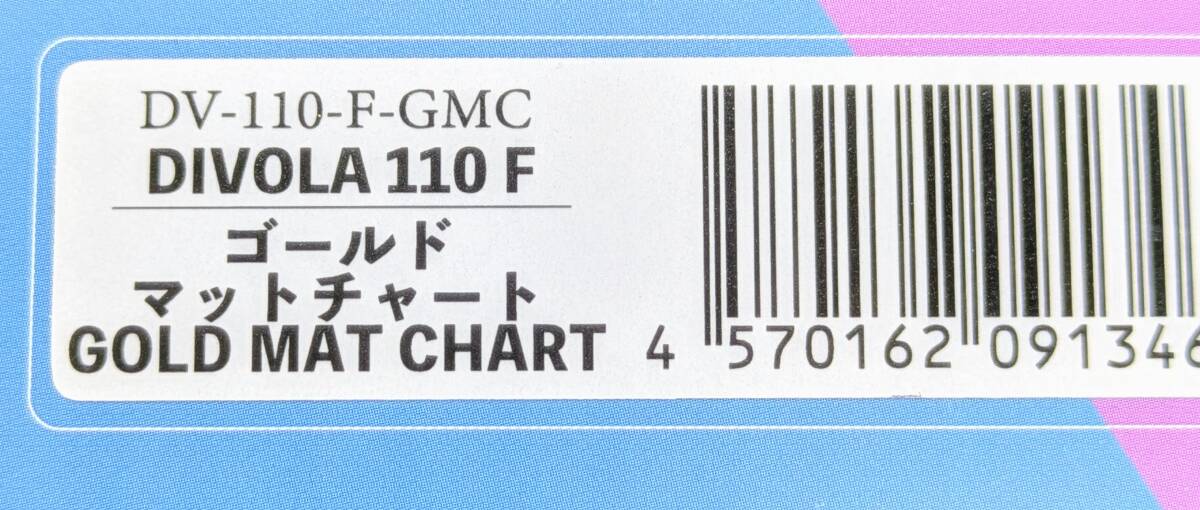 DV-110-F-GMC
DIVOLA 110 F
ゴールド
マットチャート
GOLD MAT CHART
4 570162 091346